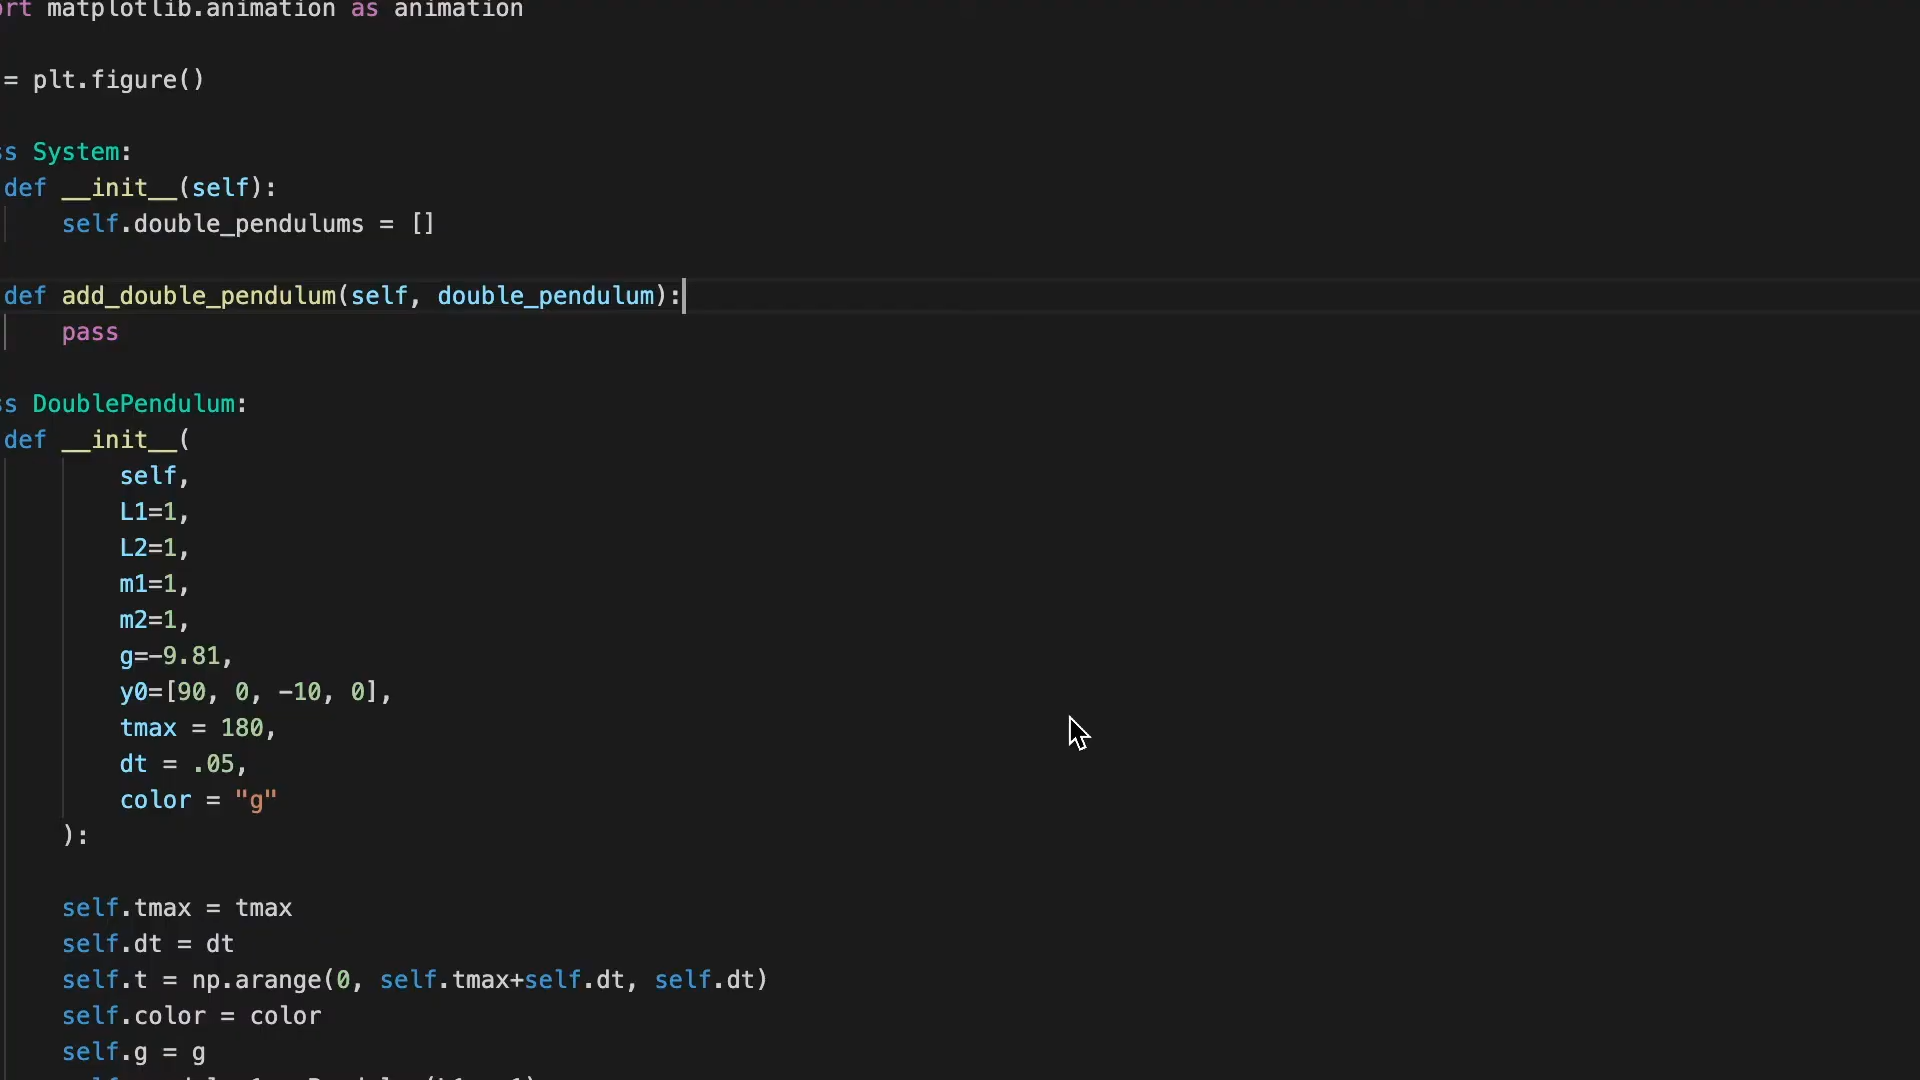 ort matplotlib.animation as animation
= plt.figure()
ss System:
def __init__(self):
self.double_pendulums = []
def add_double_pendulum(self, double_pendulum):
pass
ss DoublePendulum:
def __init__(
self,
L1=1,
L2=1,
m1=1,
m2=1,
g=-9.81,
y0=[90, 0, -10, 0],
tmax = 180,
dt = .05,
color = "g"
):
self.tmax = tmax
self.dt = dt
self.t = np.arange(0, self.tmax+self.dt, self.dt)
self.color = color
self.g = g